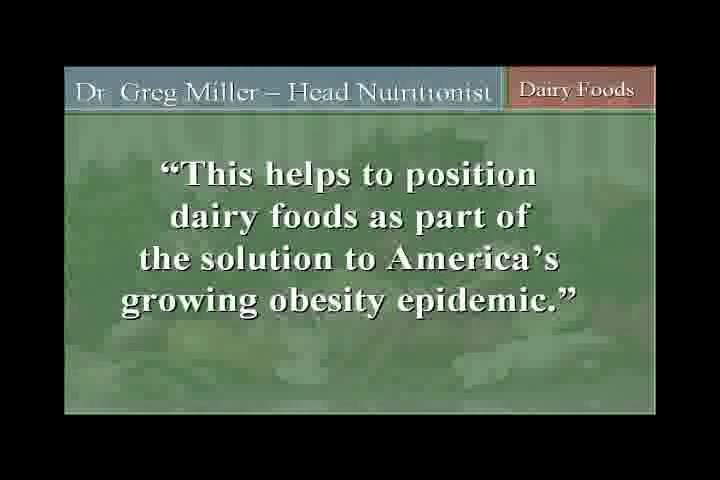 Dr Greg Miller – Head Nutritionist
Dairy Foods
“This helps to position
dairy foods as part of
the solution to America’s
growing obesity epidemic.”